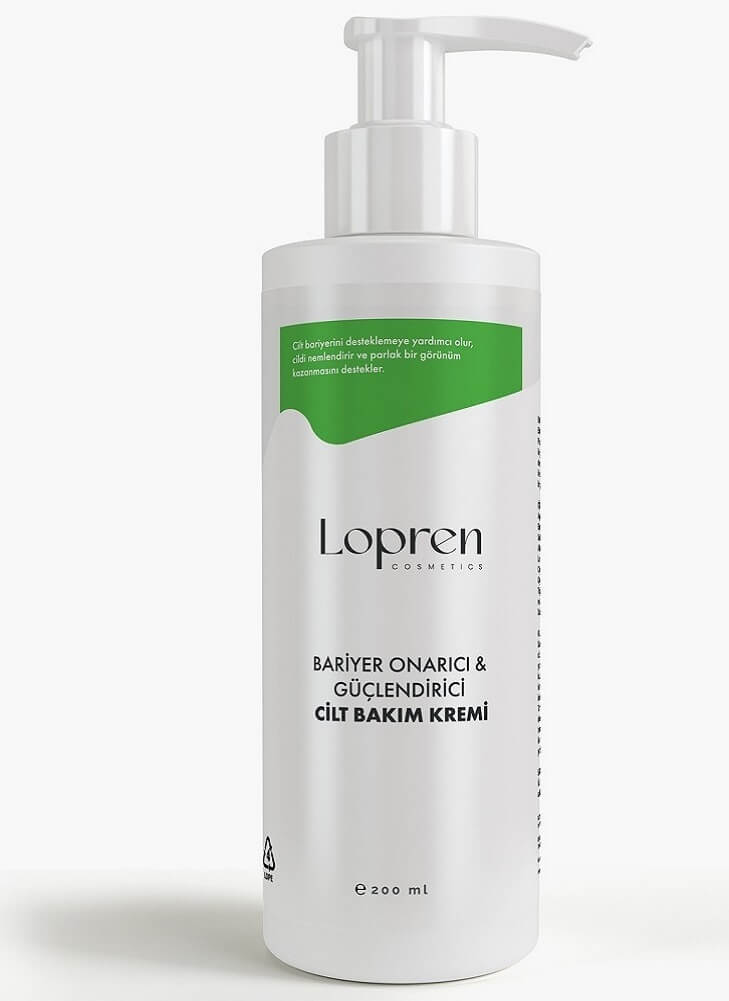 Cilt bariyerini desteklemeye yardımcı olur,
cildi nemlendirir ve parlak bir görünüm
kazanmasını destekler.
Lopren
COSMETICS
BARİYER ONARICI &
GÜÇLENDİRİCİ
CİLT BAKIM KREMİ
LDPE
e 200 ml